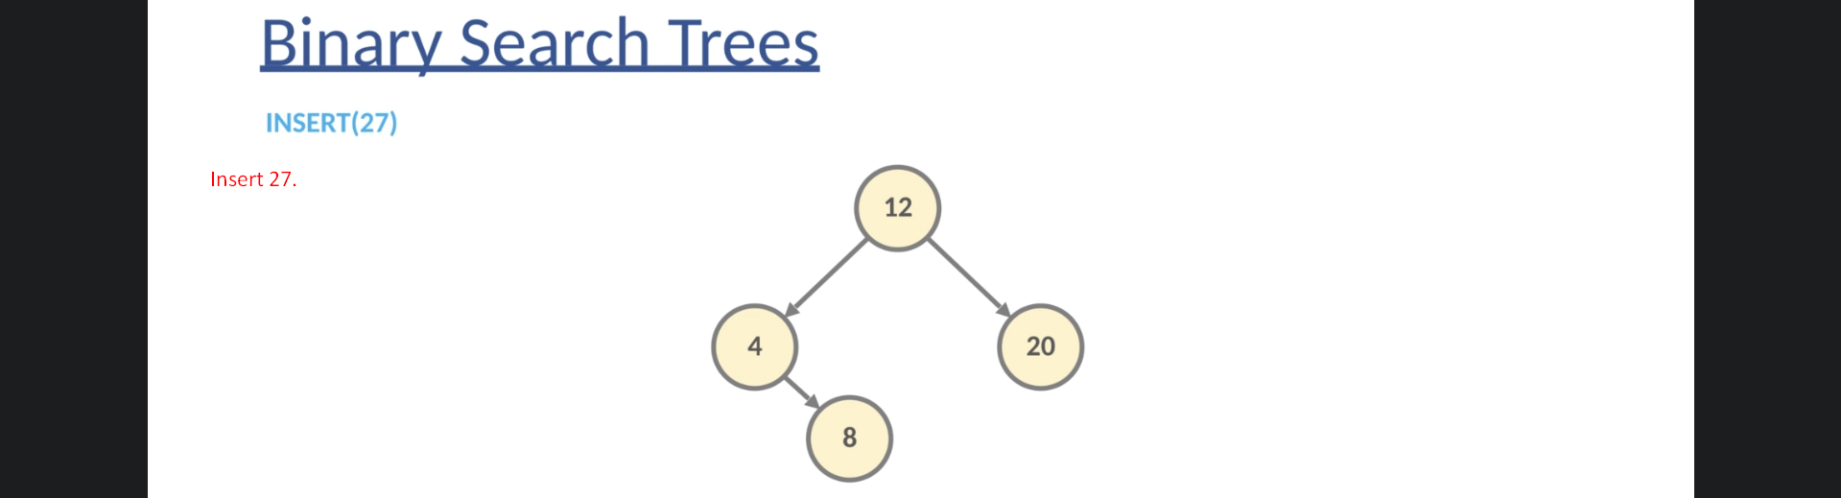 Binary Search Trees
INSERT(27)
Insert 27.
12
4
20
8